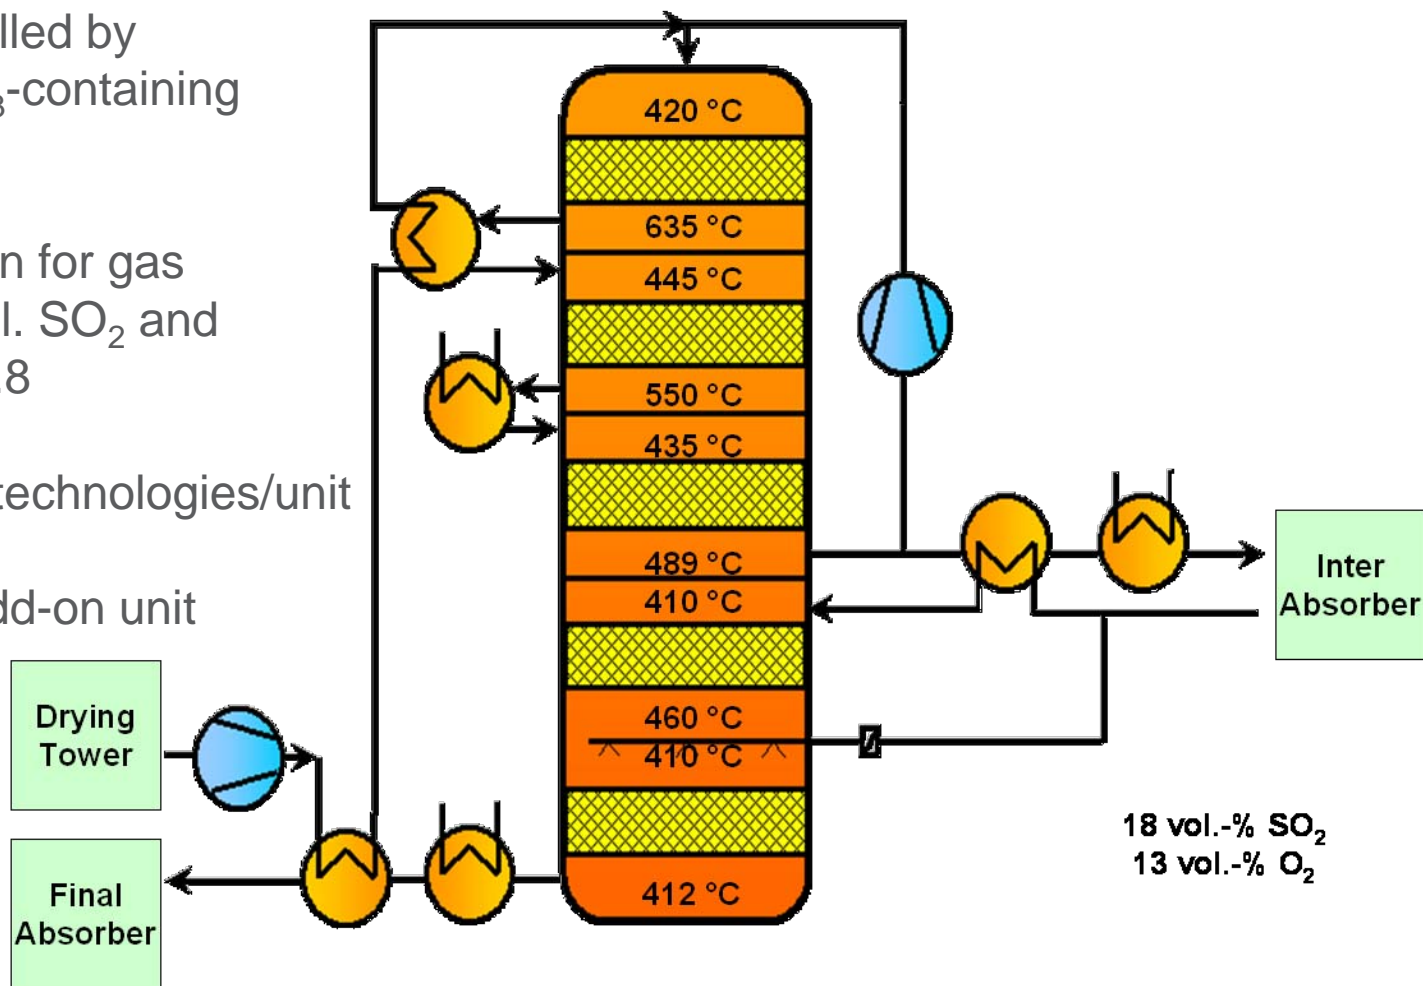 lled by
₃-containing
n for gas
l. SO₂ and
8
technologies/unit
dd-on unit
420 °C
635 °C
445 °C
550 °C
435 °C
489 °C
410 °C
460 °C
410 °C
412 °C
Drying
Tower
Final
Absorber
Inter
Absorber
18 vol.-% SO₂
13 vol.-% O₂